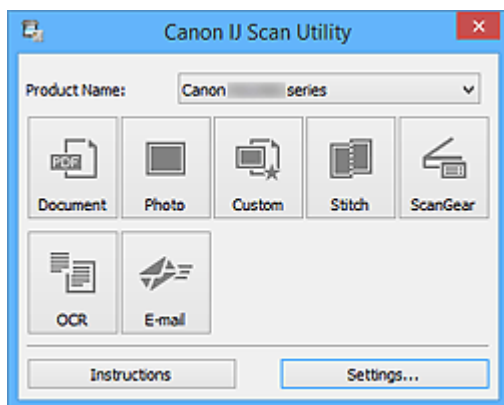 Canon IJ Scan Utility
Product Name: Canon series
PDF
Document Photo Custom Stitch ScanGear
OCR E-mail
Instructions Settings...